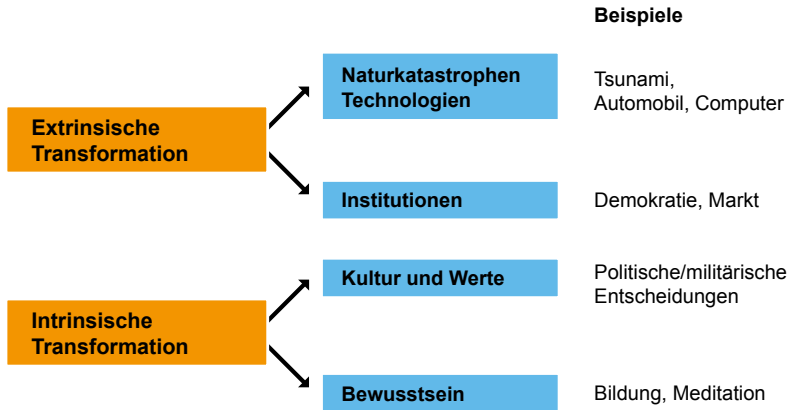 Beispiele
Naturkatastrophen
Technologien
Tsunami,
Automobil, Computer
Extrinsische
Transformation
Institutionen
Demokratie, Markt
Kultur und Werte
Politische/militärische
Entscheidungen
Intrinsische
Transformation
Bewusstsein
Bildung, Meditation